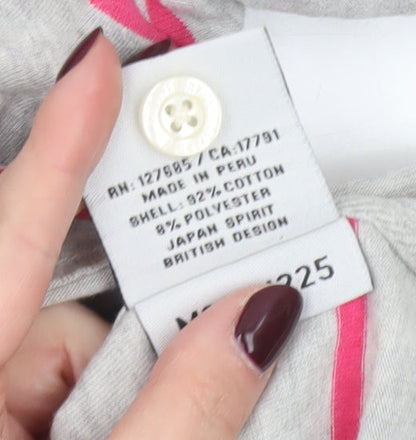 RN: 127685 / CA: 17791
MADE IN PERU
SHELL: 92% COTTON
8% POLYESTER
JAPAN SPIRIT
BRITISH DESIGN